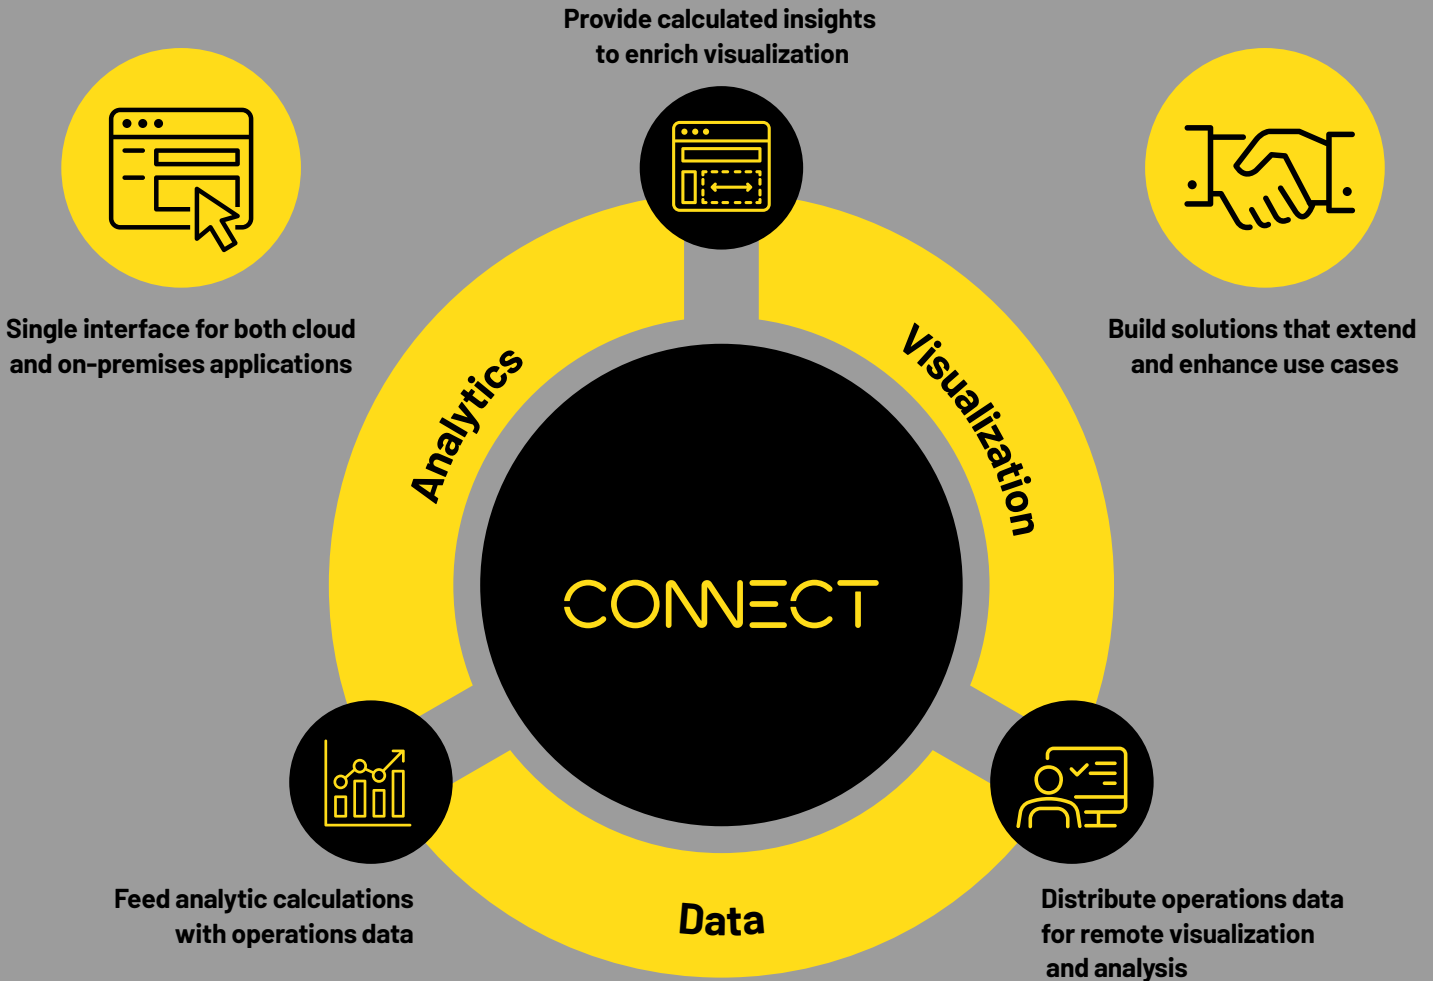 Provide calculated insights
to enrich visualization
Single interface for both cloud
and on-premises applications
Build solutions that extend
and enhance use cases
Analytics
Visualization
CONNECT
Data
Feed analytic calculations
with operations data
Distribute operations data
for remote visualization
and analysis